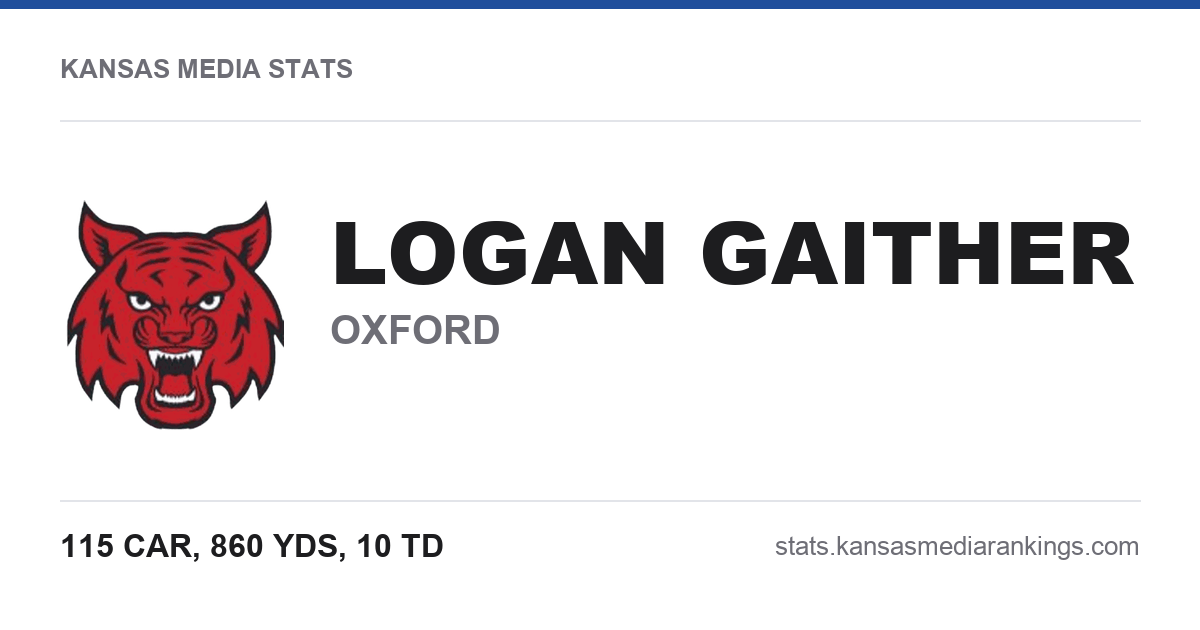 KANSAS MEDIA STATS
LOGAN GAITHER
OXFORD
115 CAR, 860 YDS, 10 TD
stats.kansasmediarankings.com